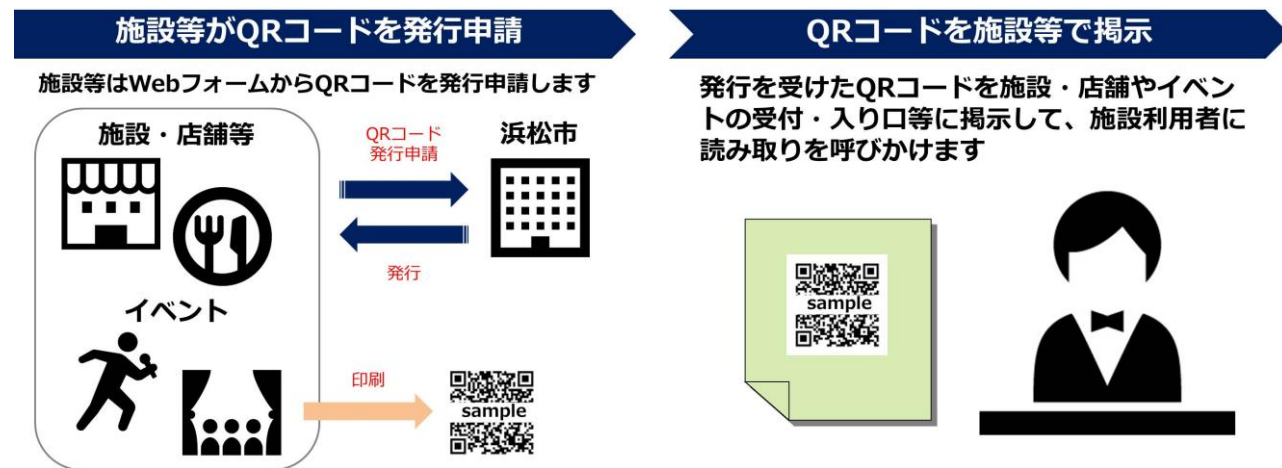 施設等がQRコードを発行申請
施設等はWebフォームからQRコードを発行申請します
施設・店舗等
QRコード
発行申請
浜松市
発行
イベント
印刷
sample
QRコードを施設等で掲示
発行を受けたQRコードを施設・店舗やイベン
トの受付・入り口等に掲示して、施設利用者に
読み取りを呼びかけます
sample